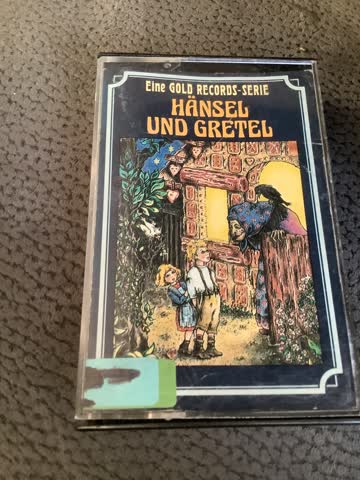 Eine GOLD RECORDS-SERIE
HÄNSEL
UND GRETEL